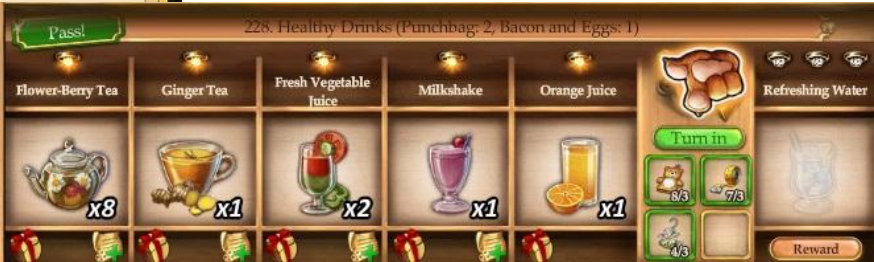 228. Healthy Drinks (Punchbag: 2, Bacon and Eggs: 1)
Pass!
Flower-Berry Tea
Ginger Tea
Fresh Vegetable
Juice
Milkshake
Orange Juice
Refreshing Water
Turn in
8/3
7/3
x8
x1
x2
x1
x1
4/3
Reward